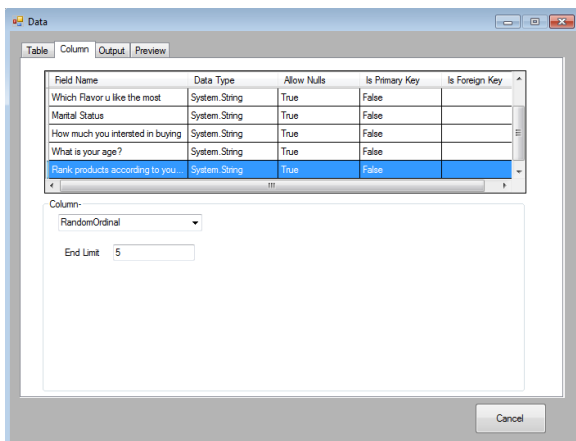 Data
Table Column Output Preview
Field Name Data Type Allow Nulls Is Primary Key Is Foreign Key
Which Flavor u like the most System.String True False
Marital Status System.String True False
How much you intersted in buying System.String True False
What is your age? System.String True False
Rank products according to you... System.String True False
Column-
RandomOrdinal
End Limit 5
Cancel